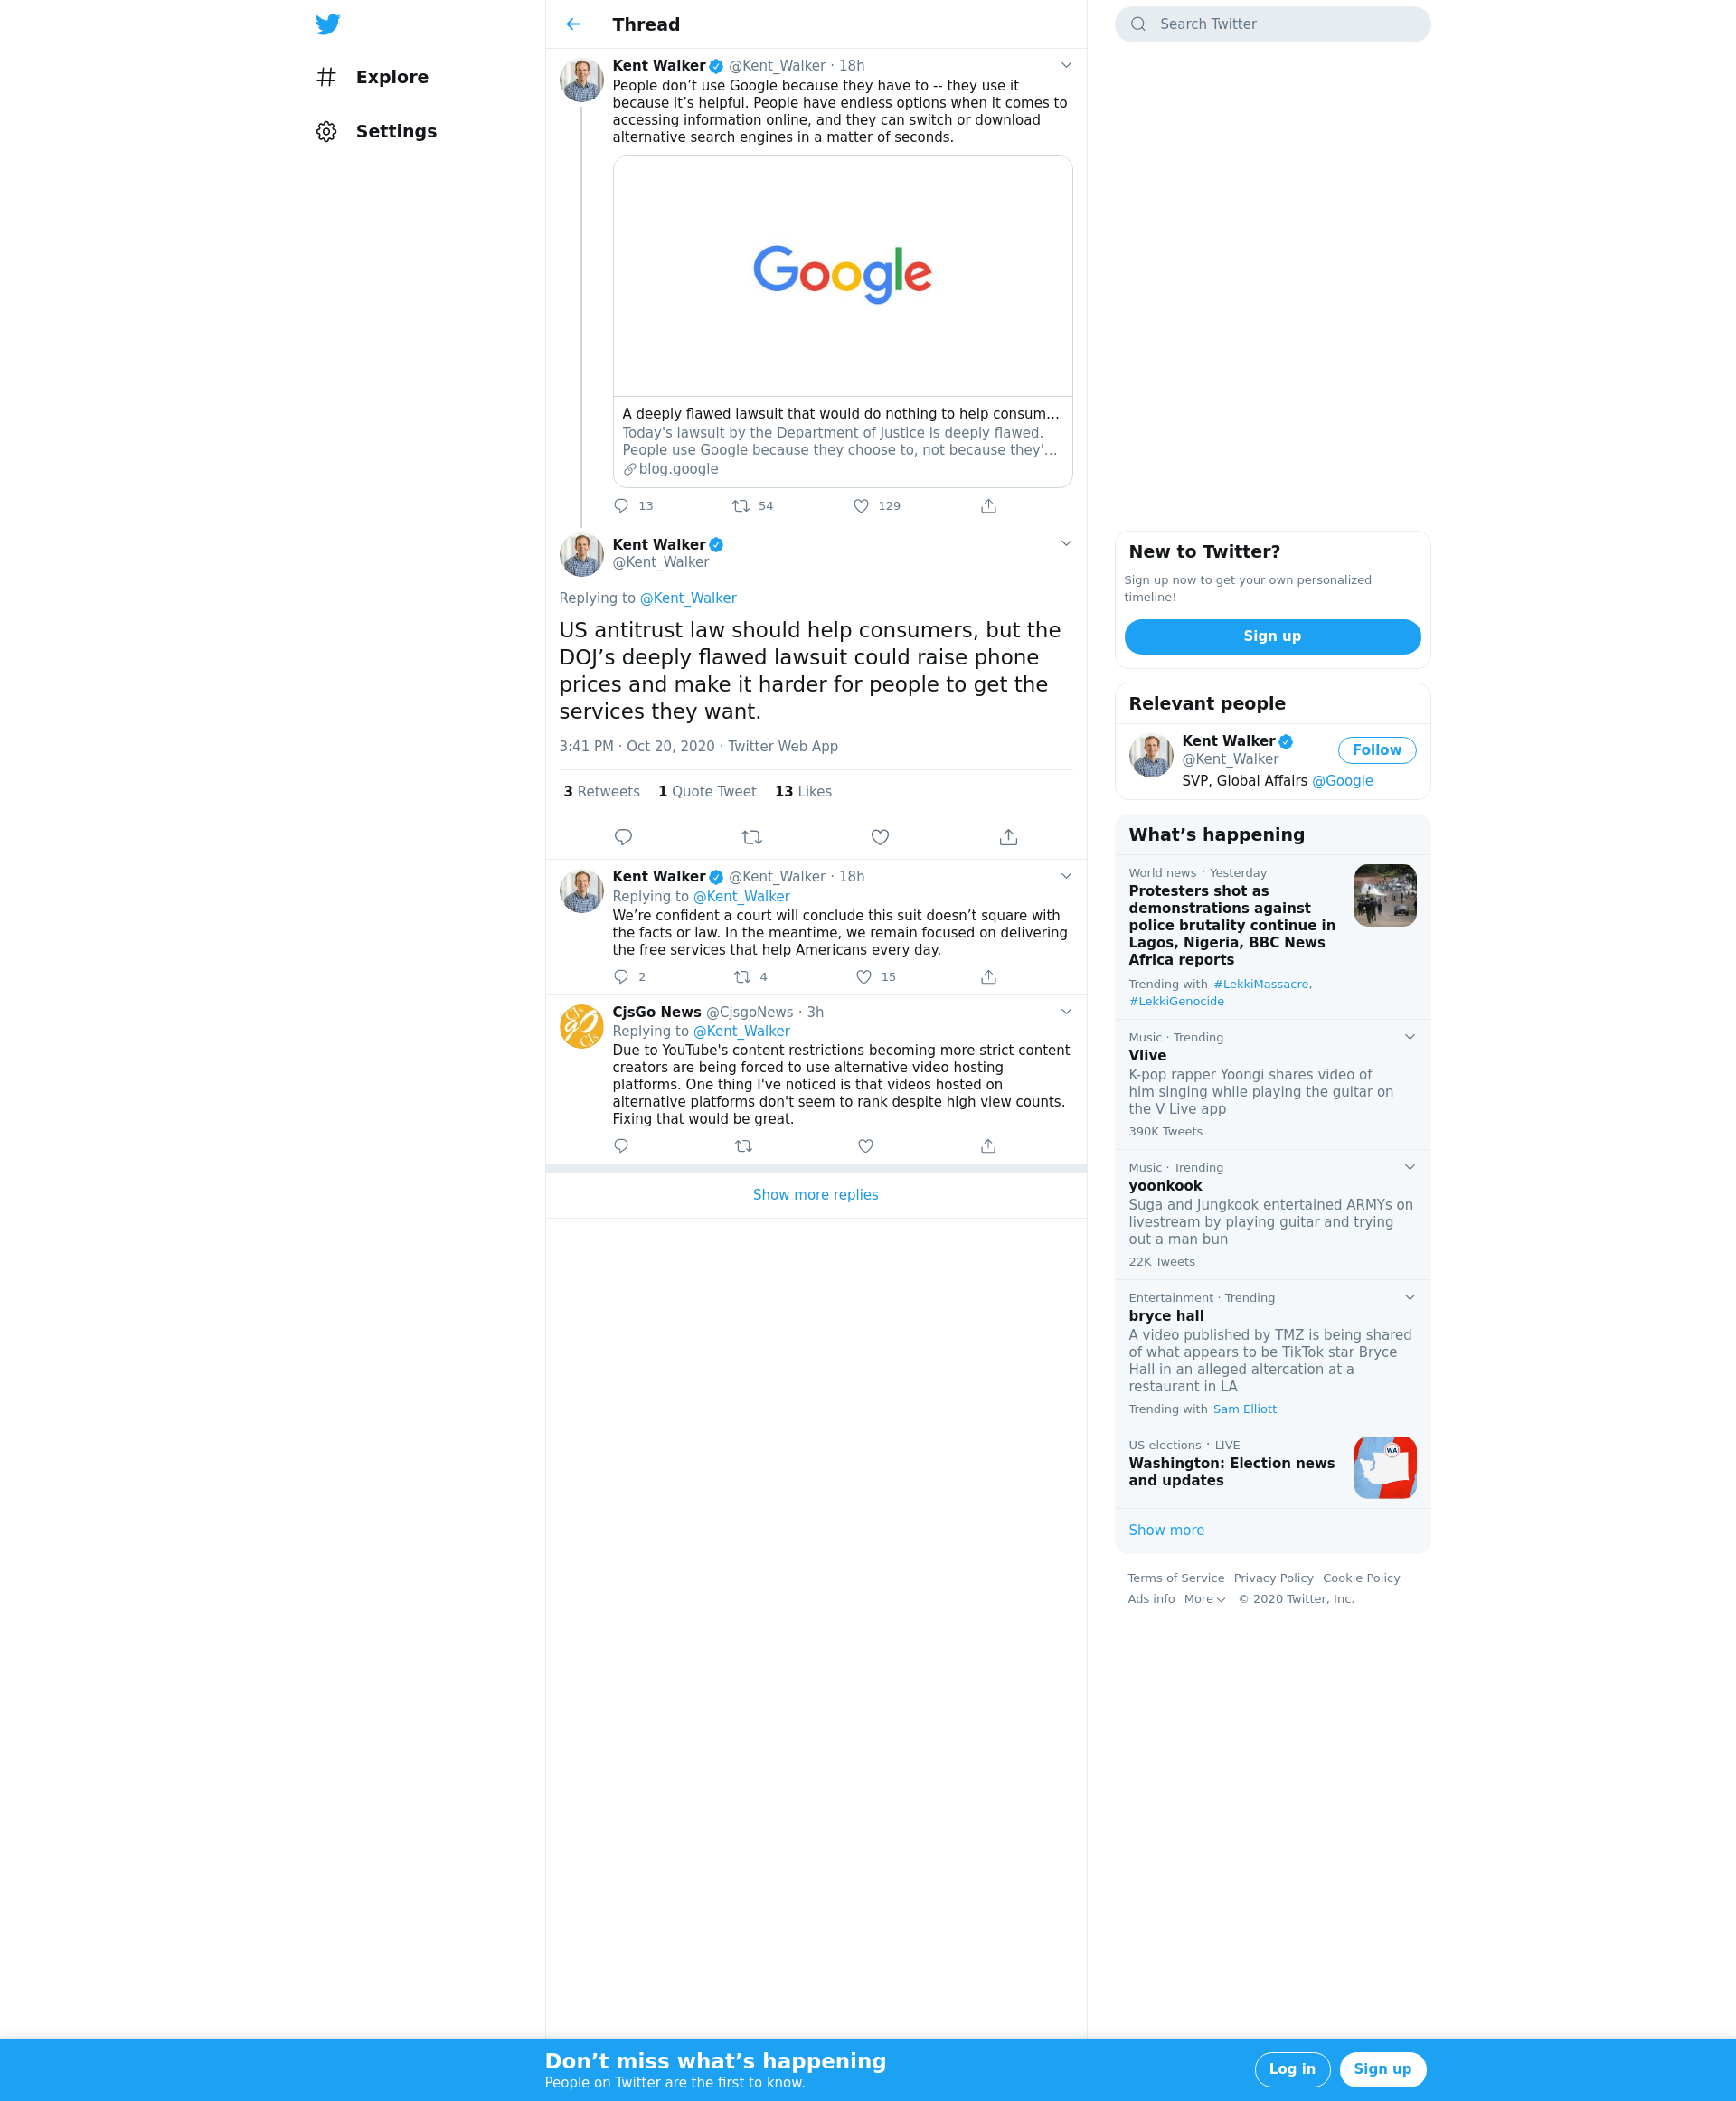 Explore
Settings
Thread
Kent Walker @Kent_Walker · 18h
People don’t use Google because they have to -- they use it
because it’s helpful. People have endless options when it comes to
accessing information online, and they can switch or download
alternative search engines in a matter of seconds.
Google
A deeply flawed lawsuit that would do nothing to help consum…
Today's lawsuit by the Department of Justice is deeply flawed.
People use Google because they choose to, not because they'…
blog.google
13 54 129
Kent Walker
@Kent_Walker
Replying to @Kent_Walker
US antitrust law should help consumers, but the
DOJ’s deeply flawed lawsuit could raise phone
prices and make it harder for people to get the
services they want.
3:41 PM · Oct 20, 2020 · Twitter Web App
3 Retweets 1 Quote Tweet 13 Likes
Kent Walker @Kent_Walker · 18h
Replying to @Kent_Walker
We’re confident a court will conclude this suit doesn’t square with
the facts or law. In the meantime, we remain focused on delivering
the free services that help Americans every day.
2 4 15
CJs GO CJs
CjsGo News @CjsgoNews · 3h
Replying to @Kent_Walker
Due to YouTube's content restrictions becoming more strict content
creators are being forced to use alternative video hosting
platforms. One thing I've noticed is that videos hosted on
alternative platforms don't seem to rank despite high view counts.
Fixing that would be great.
Show more replies
Search Twitter
New to Twitter?
Sign up now to get your own personalized
timeline!
Sign up
Relevant people
Kent Walker
@Kent_Walker
Follow
SVP, Global Affairs @Google
What’s happening
World news · Yesterday
Protesters shot as
demonstrations against
police brutality continue in
Lagos, Nigeria, BBC News
Africa reports
Trending with #LekkiMassacre,
#LekkiGenocide
Music · Trending
Vlive
K-pop rapper Yoongi shares video of
him singing while playing the guitar on
the V Live app
390K Tweets
Music · Trending
yoonkook
Suga and Jungkook entertained ARMYs on
livestream by playing guitar and trying
out a man bun
22K Tweets
Entertainment · Trending
bryce hall
A video published by TMZ is being shared
of what appears to be TikTok star Bryce
Hall in an alleged altercation at a
restaurant in LA
Trending with Sam Elliott
US elections · LIVE
Washington: Election news
and updates
WA
Show more
Terms of Service Privacy Policy Cookie Policy
Ads info More © 2020 Twitter, Inc.
Don’t miss what’s happening
People on Twitter are the first to know.
Log in
Sign up